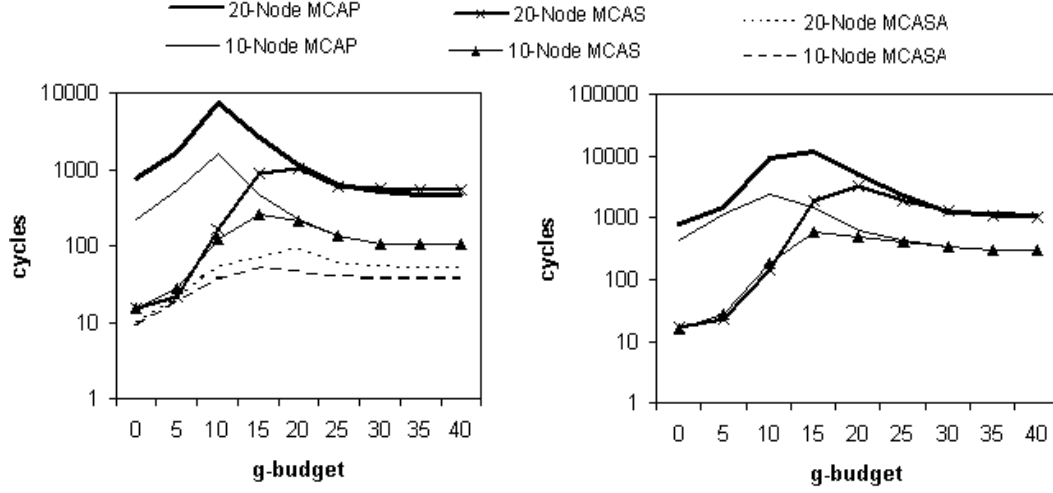 20-Node MCAP
20-Node MCAS
20-Node MCASA
10-Node MCAP
10-Node MCAS
10-Node MCASA
10000
1000
100
10
1
cycles
0 5 10 15 20 25 30 35 40
g-budget
100000
10000
1000
100
10
1
cycles
0 5 10 15 20 25 30 35 40
g-budget